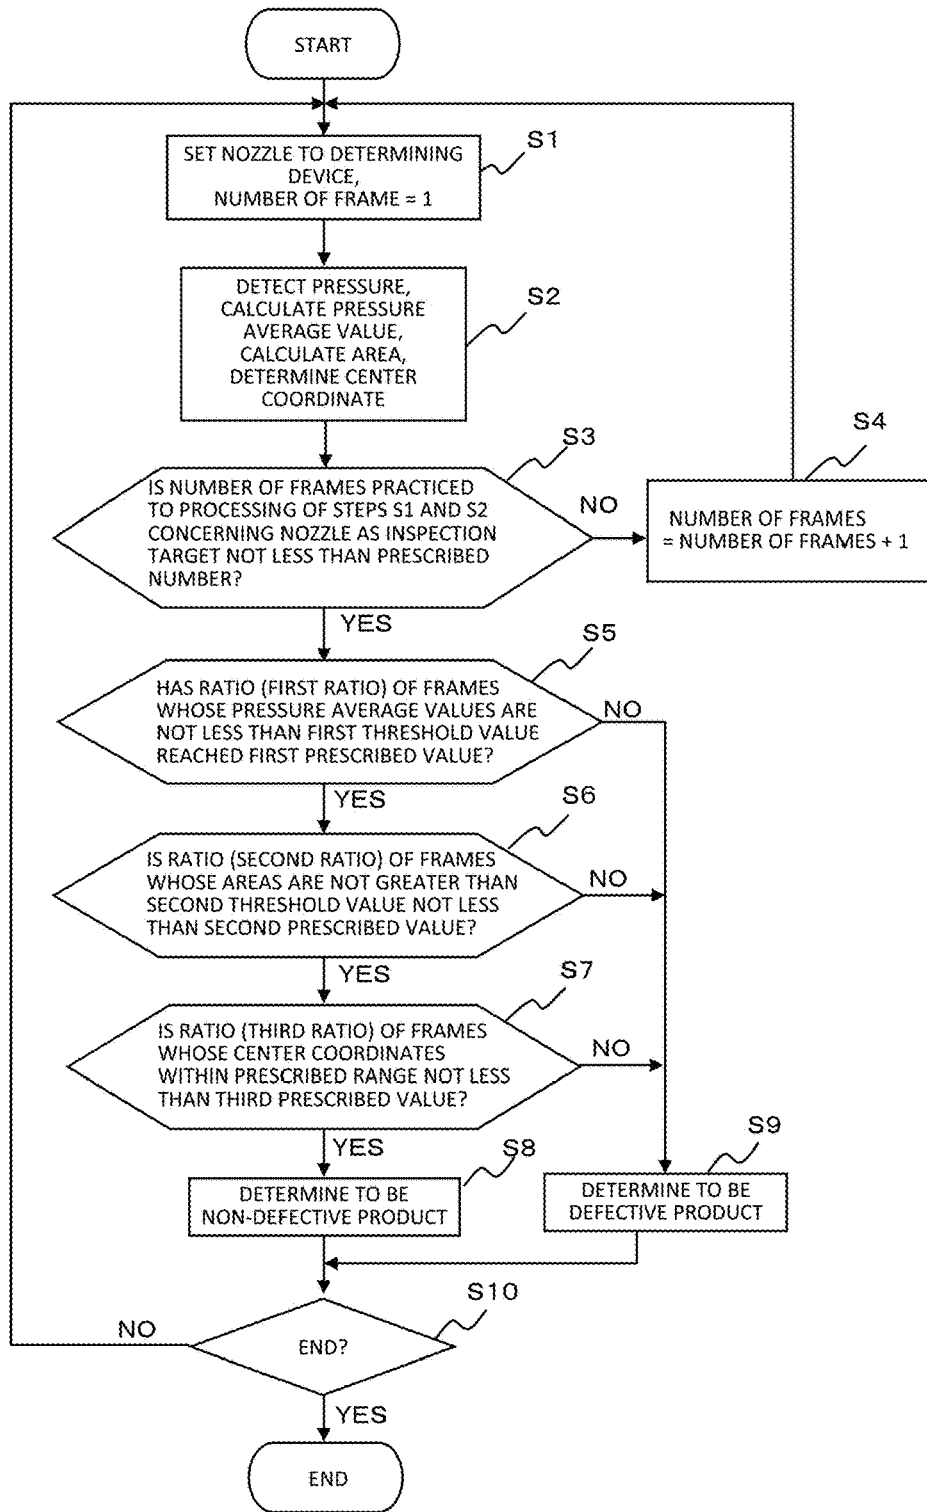 START
S1
SET NOZZLE TO DETERMINING
DEVICE,
NUMBER OF FRAME = 1
S2
DETECT PRESSURE,
CALCULATE PRESSURE
AVERAGE VALUE,
CALCULATE AREA,
DETERMINE CENTER
COORDINATE
S3
IS NUMBER OF FRAMES PRACTICED
TO PROCESSING OF STEPS S1 AND S2
CONCERNING NOZZLE AS INSPECTION
TARGET NOT LESS THAN PRESCRIBED
NUMBER?
NO
S4
NUMBER OF FRAMES
= NUMBER OF FRAMES + 1
YES
S5
HAS RATIO (FIRST RATIO) OF FRAMES
WHOSE PRESSURE AVERAGE VALUES ARE
NOT LESS THAN FIRST THRESHOLD VALUE
REACHED FIRST PRESCRIBED VALUE?
NO
YES
S6
IS RATIO (SECOND RATIO) OF FRAMES
WHOSE AREAS ARE NOT GREATER THAN
SECOND THRESHOLD VALUE NOT LESS
THAN SECOND PRESCRIBED VALUE?
NO
YES
S7
IS RATIO (THIRD RATIO) OF FRAMES
WHOSE CENTER COORDINATES
WITHIN PRESCRIBED RANGE NOT LESS
THAN THIRD PRESCRIBED VALUE?
NO
YES
S8
DETERMINE TO BE
NON-DEFECTIVE PRODUCT
S9
DETERMINE TO BE
DEFECTIVE PRODUCT
S10
END?
NO
YES
END